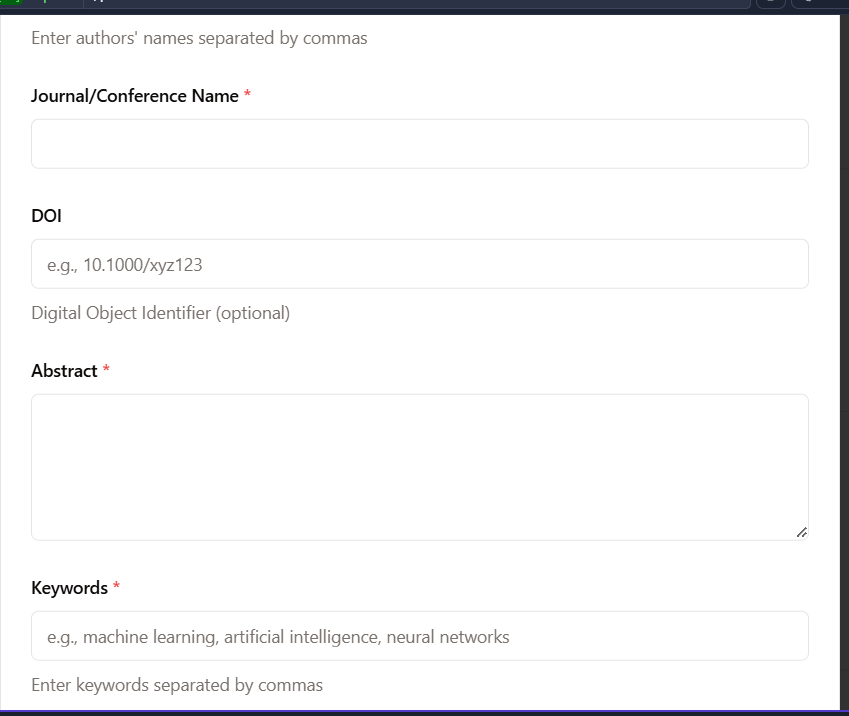 Enter authors' names separated by commas
Journal/Conference Name *
DOI
e.g., 10.1000/xyz123
Digital Object Identifier (optional)
Abstract *
Keywords *
e.g., machine learning, artificial intelligence, neural networks
Enter keywords separated by commas